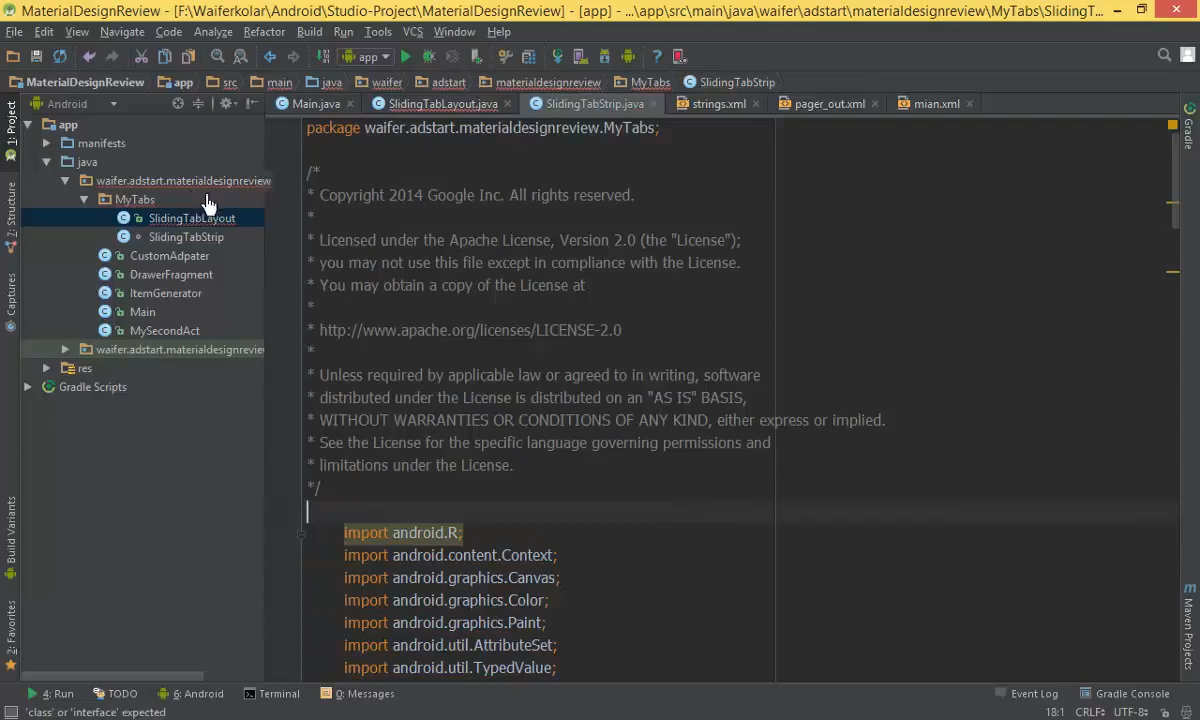 MaterialDesignReview - [F:\Waiferkolar\Android\Studio-Project\MaterialDesignReview] - [app] - ...\app\src\main\java\waifer\adstart\materialdesignreview\MyTabs\SlidingT...
File Edit View Navigate Code Analyze Refactor Build Run Tools VCS Window Help
app
MaterialDesignReview app src main java waifer adstart materialdesignreview MyTabs SlidingTabStrip
Android Main.java SlidingTabLayout.java SlidingTabStrip.java strings.xml pager_out.xml mian.xml
1: Project
Structure
Captures
Build Variants
2: Favorites
app
manifests
java
waifer.adstart.materialdesignreview
MyTabs
SlidingTabLayout
SlidingTabStrip
CustomAdpater
DrawerFragment
ItemGenerator
Main
MySecondAct
waifer.adstart.materialdesignrevie
res
Gradle Scripts
package waifer.adstart.materialdesignreview.MyTabs;
/*
* Copyright 2014 Google Inc. All rights reserved.
*
* Licensed under the Apache License, Version 2.0 (the "License");
* you may not use this file except in compliance with the License.
* You may obtain a copy of the License at
*
* http://www.apache.org/licenses/LICENSE-2.0
*
* Unless required by applicable law or agreed to in writing, software
* distributed under the License is distributed on an "AS IS" BASIS,
* WITHOUT WARRANTIES OR CONDITIONS OF ANY KIND, either express or implied.
* See the License for the specific language governing permissions and
* limitations under the License.
*/
import android.R;
import android.content.Context;
import android.graphics.Canvas;
import android.graphics.Color;
import android.graphics.Paint;
import android.util.AttributeSet;
import android.util.TypedValue;
Gradle
Maven Projects
4: Run TODO 6: Android Terminal 0: Messages Event Log Gradle Console
'class' or 'interface' expected 18:1 CRLF UTF-8